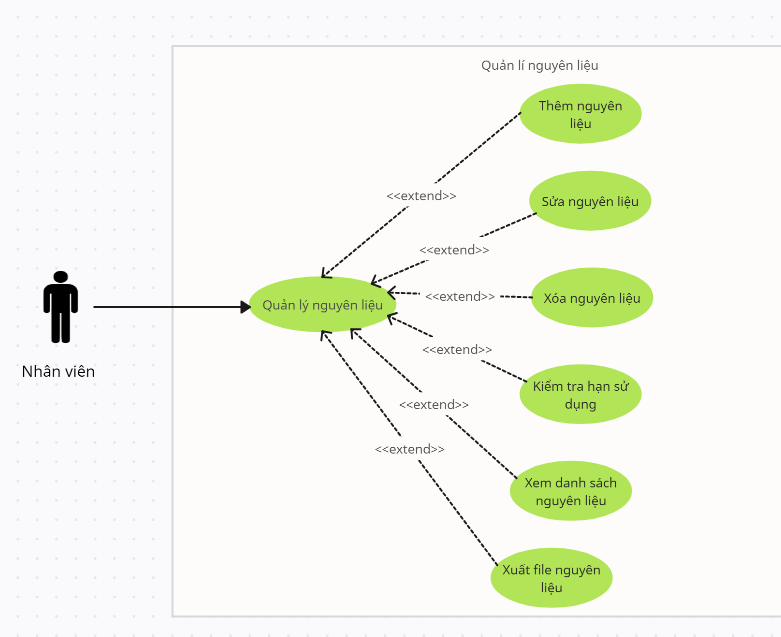 Quản lí nguyên liệu
Thêm nguyên
liệu
<<extend>>
Sửa nguyên liệu
<<extend>>
Quản lý nguyên liệu
<<extend>>
Xóa nguyên liệu
Nhân viên
<<extend>>
Kiểm tra hạn sử
dụng
<<extend>>
Xem danh sách
nguyên liệu
<<extend>>
Xuất file nguyên
liệu